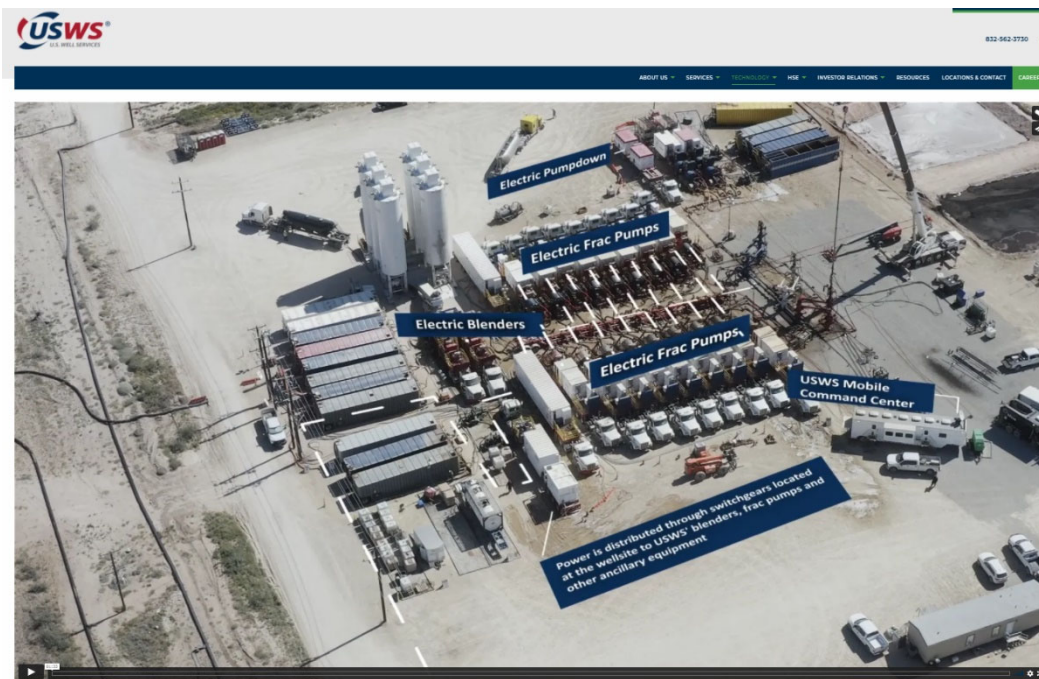 USWS®
U.S. WELL SERVICES
832-562-3730
ABOUT US
SERVICES
TECHNOLOGY
HSE
INVESTOR RELATIONS
RESOURCES
LOCATIONS & CONTACT
CAREER
Electric Pumpdown
Electric Frac Pumps
Electric Blenders
Electric Frac Pumps
USWS Mobile
Command Center
Power is distributed through switchgears located
at the wellsite to USWS' blenders, frac pumps and
other ancillary equipment